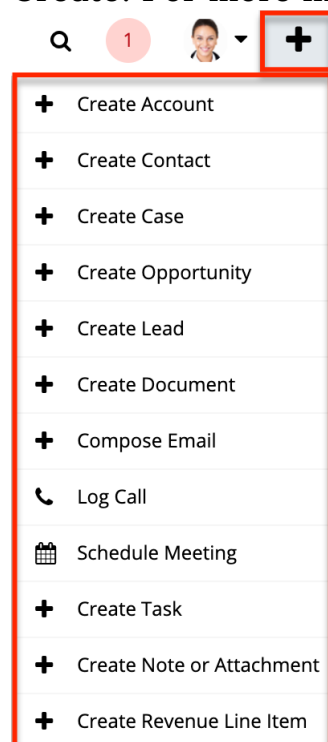 1
Create Account
Create Contact
Create Case
Create Opportunity
Create Lead
Create Document
Compose Email
Log Call
Schedule Meeting
Create Task
Create Note or Attachment
Create Revenue Line Item